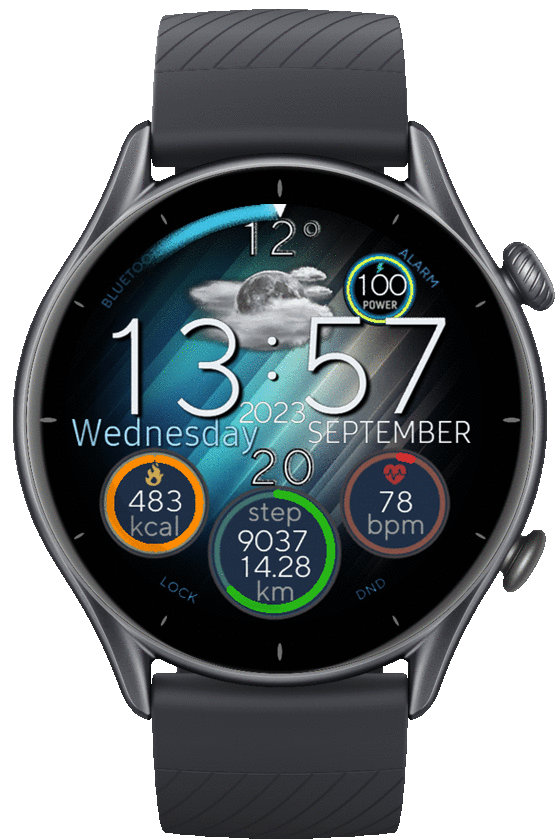 12°
BLUETOOTH
ALARM
100
POWER
13:57
2023
Wednesday
SEPTEMBER
20
483
kcal
step
9037
14.28
km
78
bpm
LOCK
DND